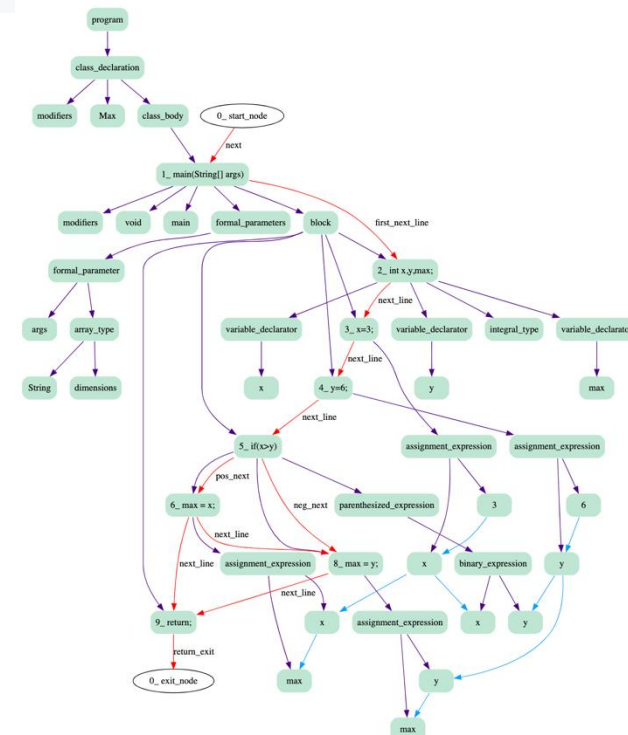 program
class_declaration
modifiers Max class_body 0_ start_node
next
1_ main(String[] args)
modifiers void main formal_parameters block first_next_line
formal_parameter 2_ int x,y,max;
next_line
args array_type variable_declarator 3_ x=3; variable_declarator integral_type variable_declarato
next_line
String dimensions x 4_ y=6; y max
next_line
5_ if(x>y) assignment_expression assignment_expression
pos_next neg_next
6_ max = x; parenthesized_expression 3 6
next_line
next_line assignment_expression 8_ max = y; x binary_expression y
next_line
9_ return; x assignment_expression x y
return_exit
0_ exit_node max y
max